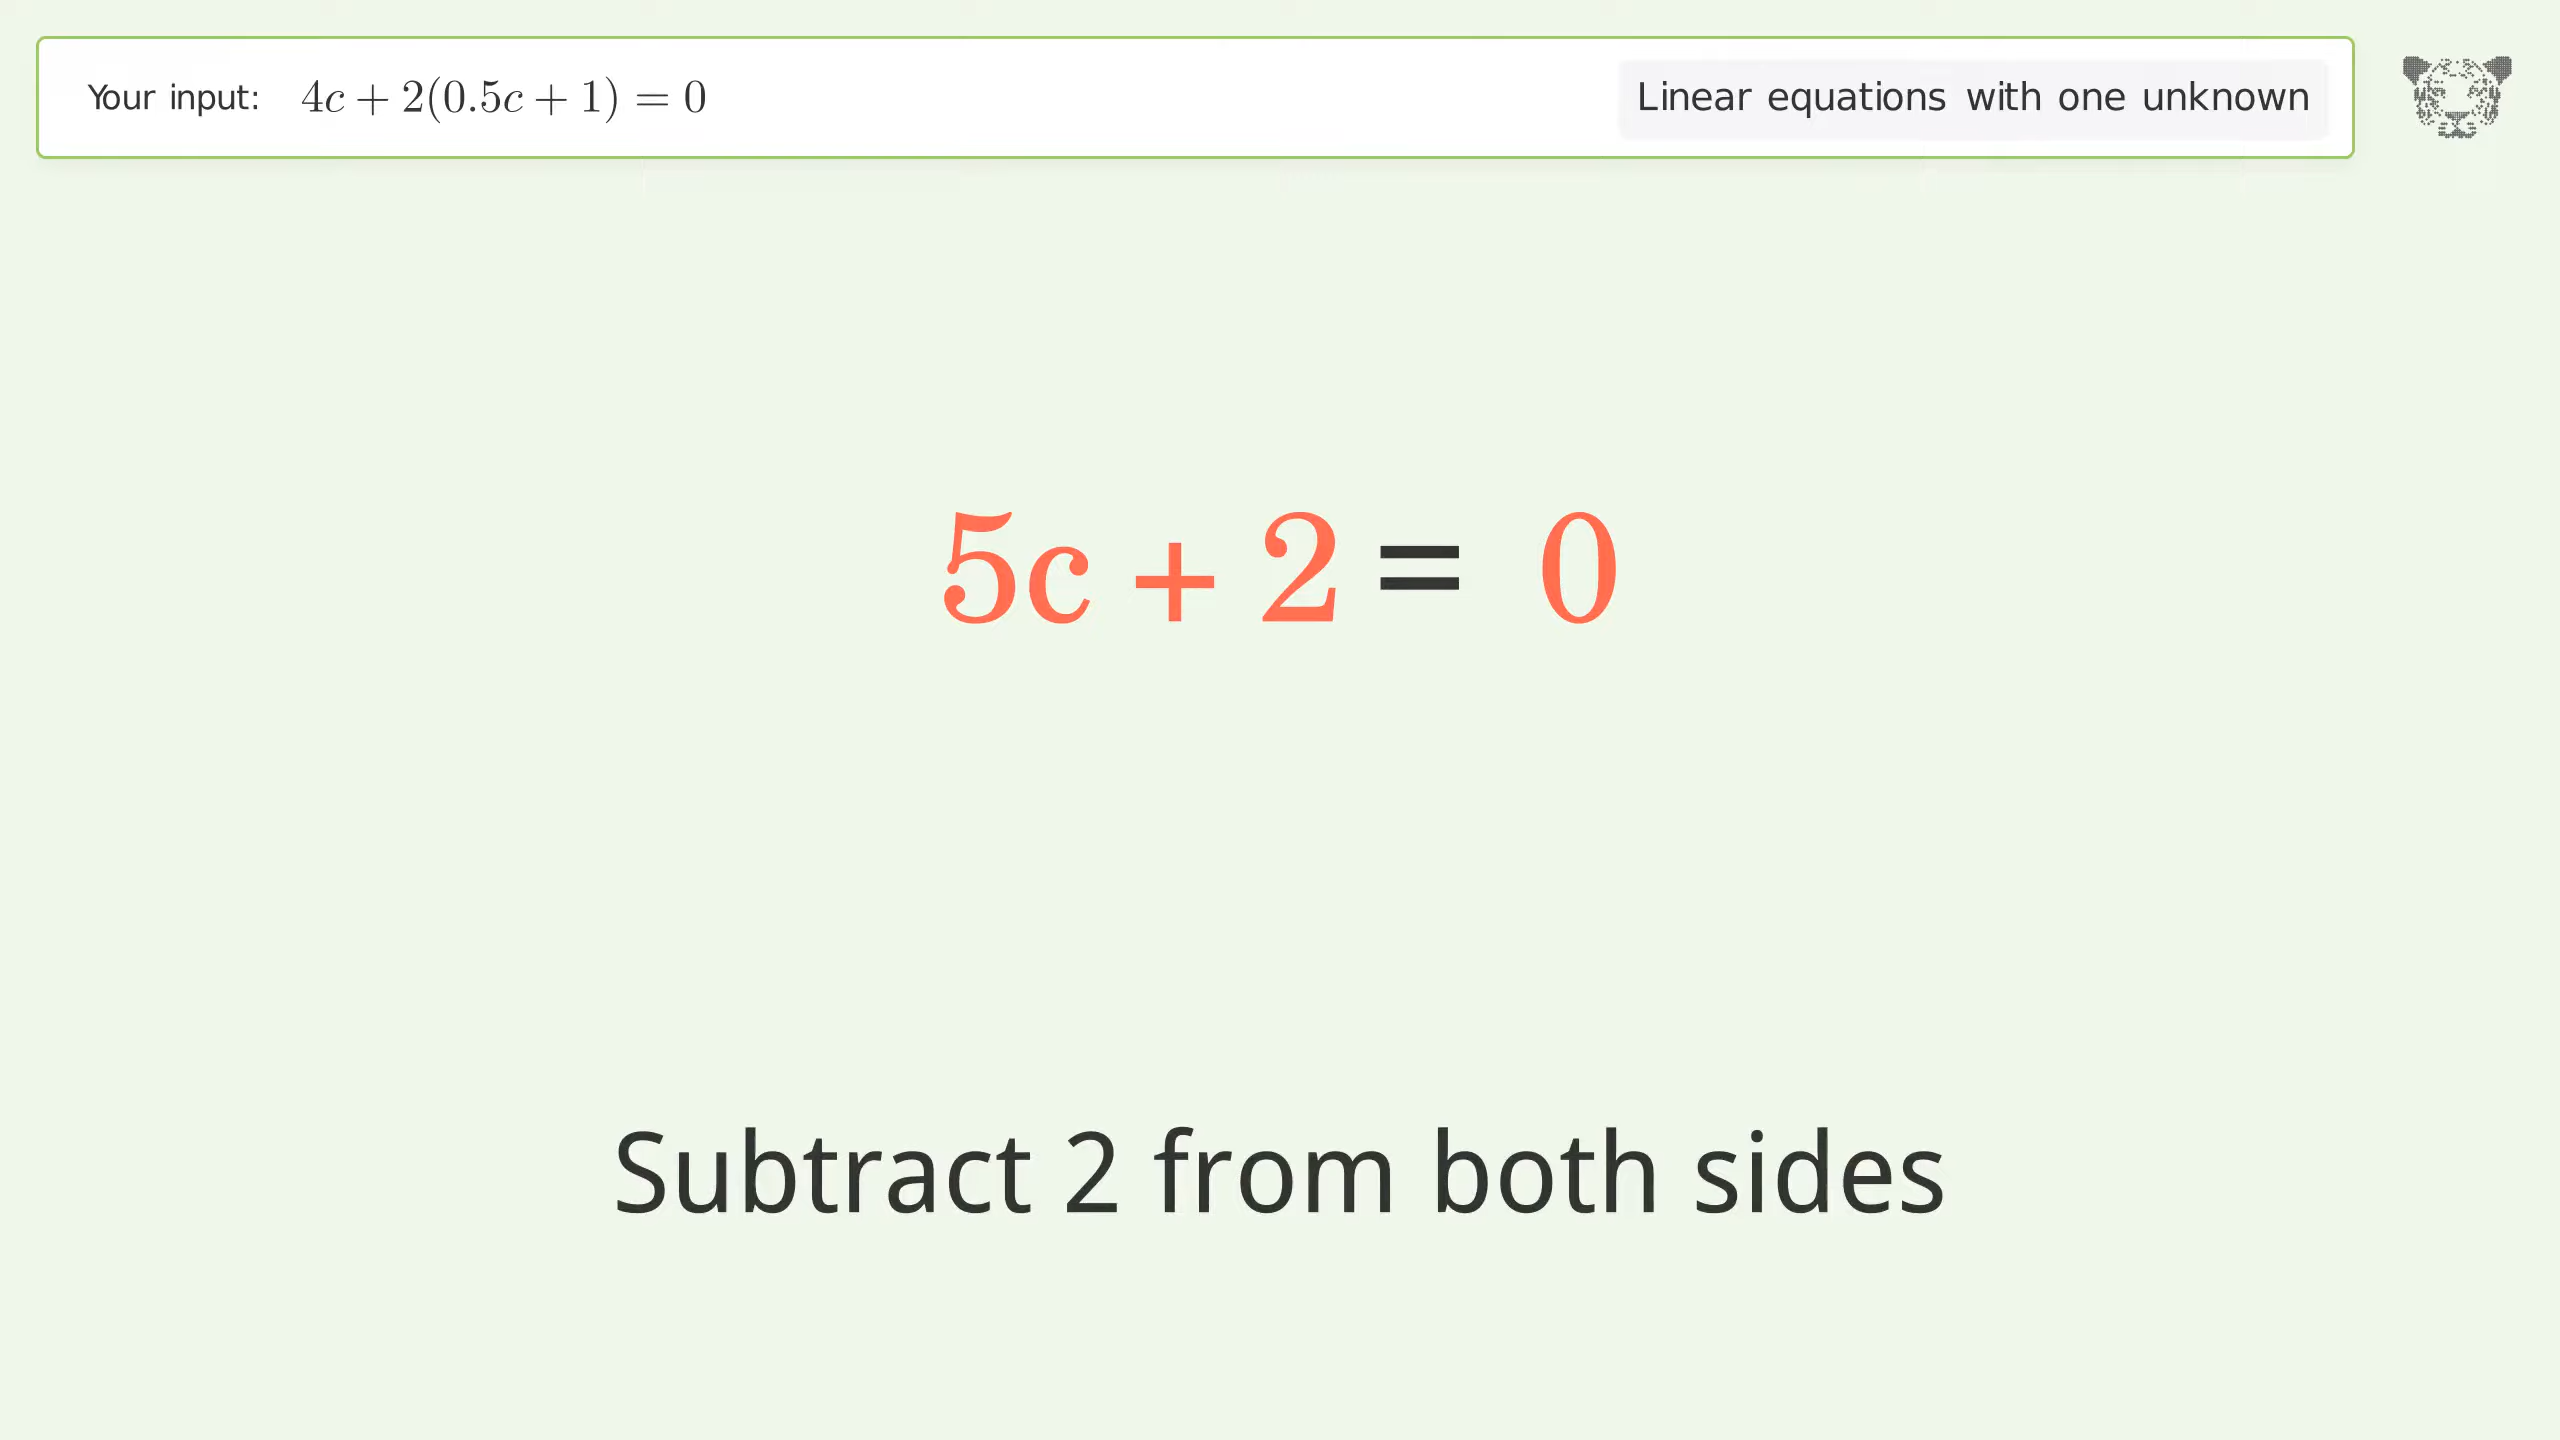 Your input: 4c + 2(0.5c + 1) = 0
Linear equations with one unknown
5c + 2 = 0
Subtract 2 from both sides